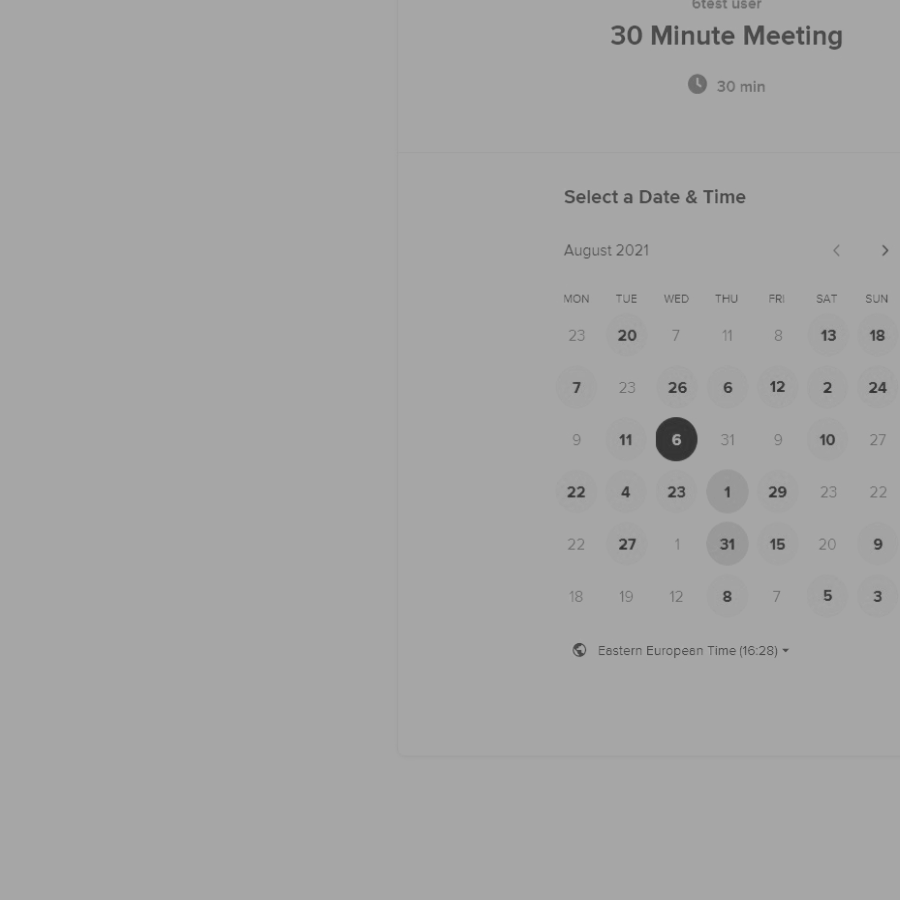 6test user
30 Minute Meeting
30 min
Select a Date & Time
August 2021
MON TUE WED THU FRI SAT SUN
23 20 7 11 8 13 18
7 23 26 6 12 2 24
9 11 6 31 9 10 27
22 4 23 1 29 23 22
22 27 1 31 15 20 9
18 19 12 8 7 5 3
Eastern European Time (16:28)